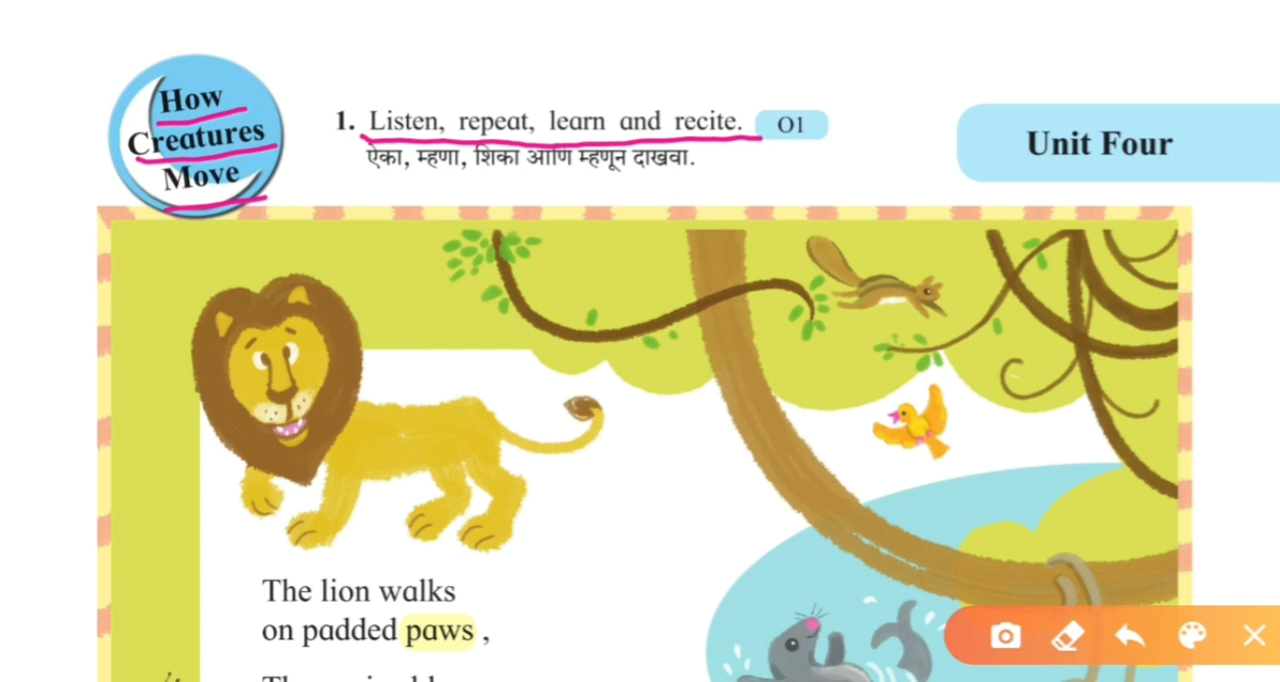 How
Creatures
Move
1. Listen, repeat, learn and recite. O1
ऐका, म्हणा, शिका आणि म्हणून दाखवा.
Unit Four
The lion walks
on padded paws ,